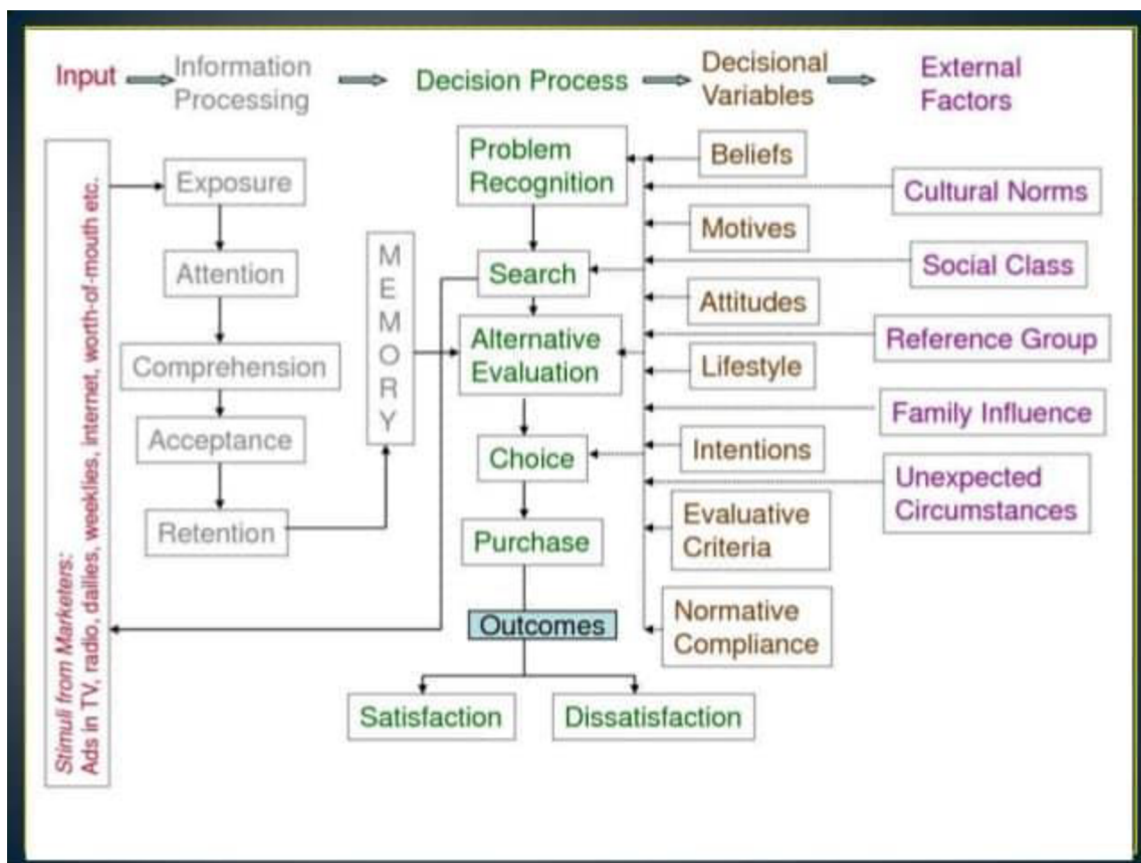 Input
Information
Processing
Decision Process
Decisional
Variables
External
Factors
Stimuli from Marketers:
Ads in TV, radio, dailies, weeklies, internet, worth-of-mouth etc.
Exposure
Attention
Comprehension
Acceptance
Retention
MEMORY
Problem
Recognition
Search
Alternative
Evaluation
Choice
Purchase
Outcomes
Satisfaction
Dissatisfaction
Beliefs
Motives
Attitudes
Lifestyle
Intentions
Evaluative
Criteria
Normative
Compliance
Cultural Norms
Social Class
Reference Group
Family Influence
Unexpected
Circumstances